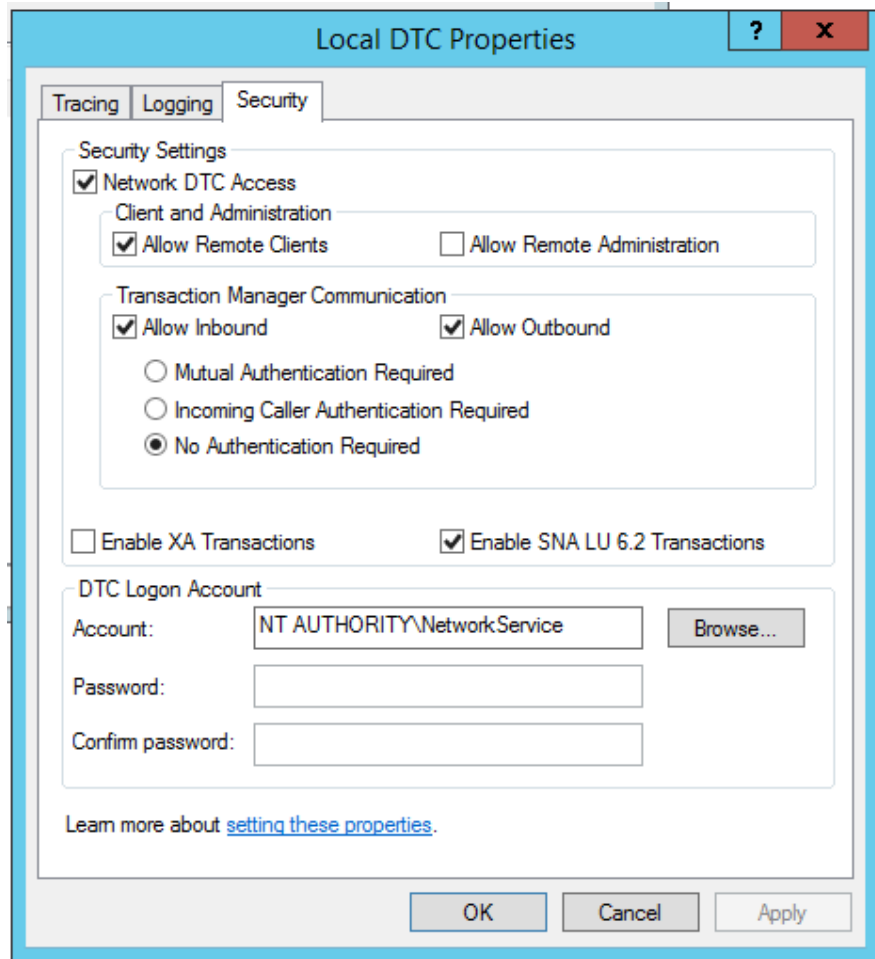 Local DTC Properties
?
x
Tracing
Logging
Security
Security Settings
Network DTC Access
Client and Administration
Allow Remote Clients
Allow Remote Administration
Transaction Manager Communication
Allow Inbound
Allow Outbound
Mutual Authentication Required
Incoming Caller Authentication Required
No Authentication Required
Enable XA Transactions
Enable SNA LU 6.2 Transactions
DTC Logon Account
Account:
NT AUTHORITY\NetworkService
Browse...
Password:
Confirm password:
Learn more about setting these properties.
OK
Cancel
Apply